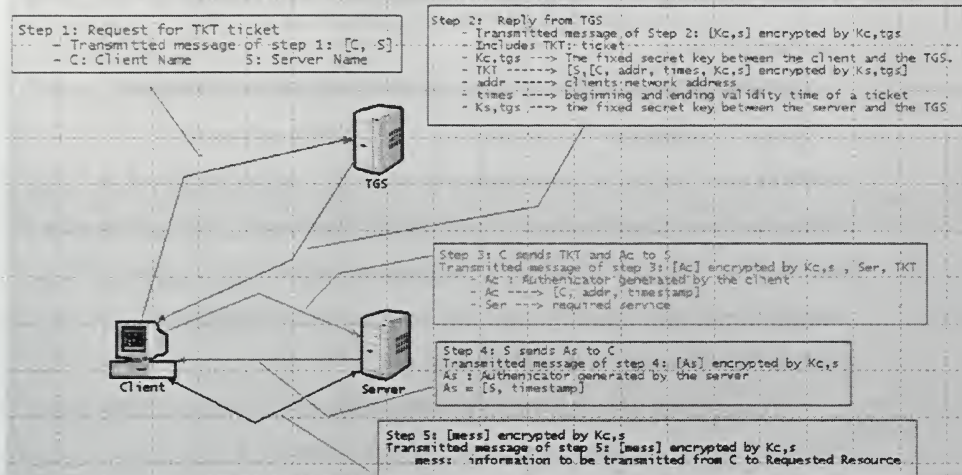 Step 1: Request for TKT ticket
- Transmitted message of step 1: [C, S]
- C: Client Name S: Server Name
Step 2: Reply from TGS
- Transmitted message of Step 2: [Kc,s] encrypted by Kc,tgs
- Includes TKT: ticket
- Kc,tgs ---> The fixed secret key between the client and the TGS.
- TKT -----> [S,[C, addr, times, Kc,s] encrypted by Ks,tgs]
- addr ----> clients network address
- times ---> beginning and ending validity time of a ticket
- Ks,tgs ---> the fixed secret key between the server and the TGS
TGS
Step 3: C sends TKT and Ac to S
Transmitted message of step 3: [Ac] encrypted by Kc,s , Ser, TKT
- Ac : Authenticator generated by the client
- Ac ----> [C, addr, timestamp]
- Ser ---> required service
Client
Server
Step 4: S sends As to C
Transmitted message of step 4: [As] encrypted by Kc,s
As : Authenicator generated by the server
As = [S, timestamp]
Step 5: [mess] encrypted by Kc,s
Transmitted message of step 5: [mess] encrypted by Kc,s
mess: information to be transmitted from C to Requested Resource